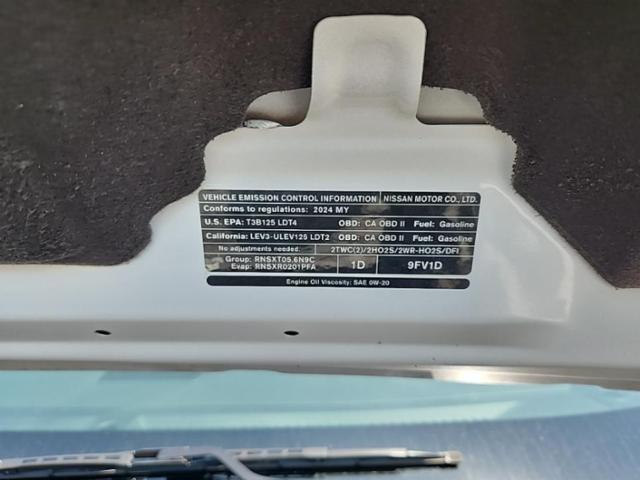 VEHICLE EMISSION CONTROL INFORMATION NISSAN MOTOR CO., LTD.
Conforms to regulations: 2024 MY
U.S. EPA: T3B125 LDT4 OBD: CA OBD II Fuel: Gasoline
California: LEV3-ULEV125 LDT2 OBD: CA OBD II Fuel: Gasoline
No adjustments needed. 2TWC(2)/2HO2S/2WR-HO2S/DFI
Group: RNSXT05.6N9C 1D 9FV1D
Evap: RNSXR0201PFA
Engine Oil Viscosity: SAE 0W-20